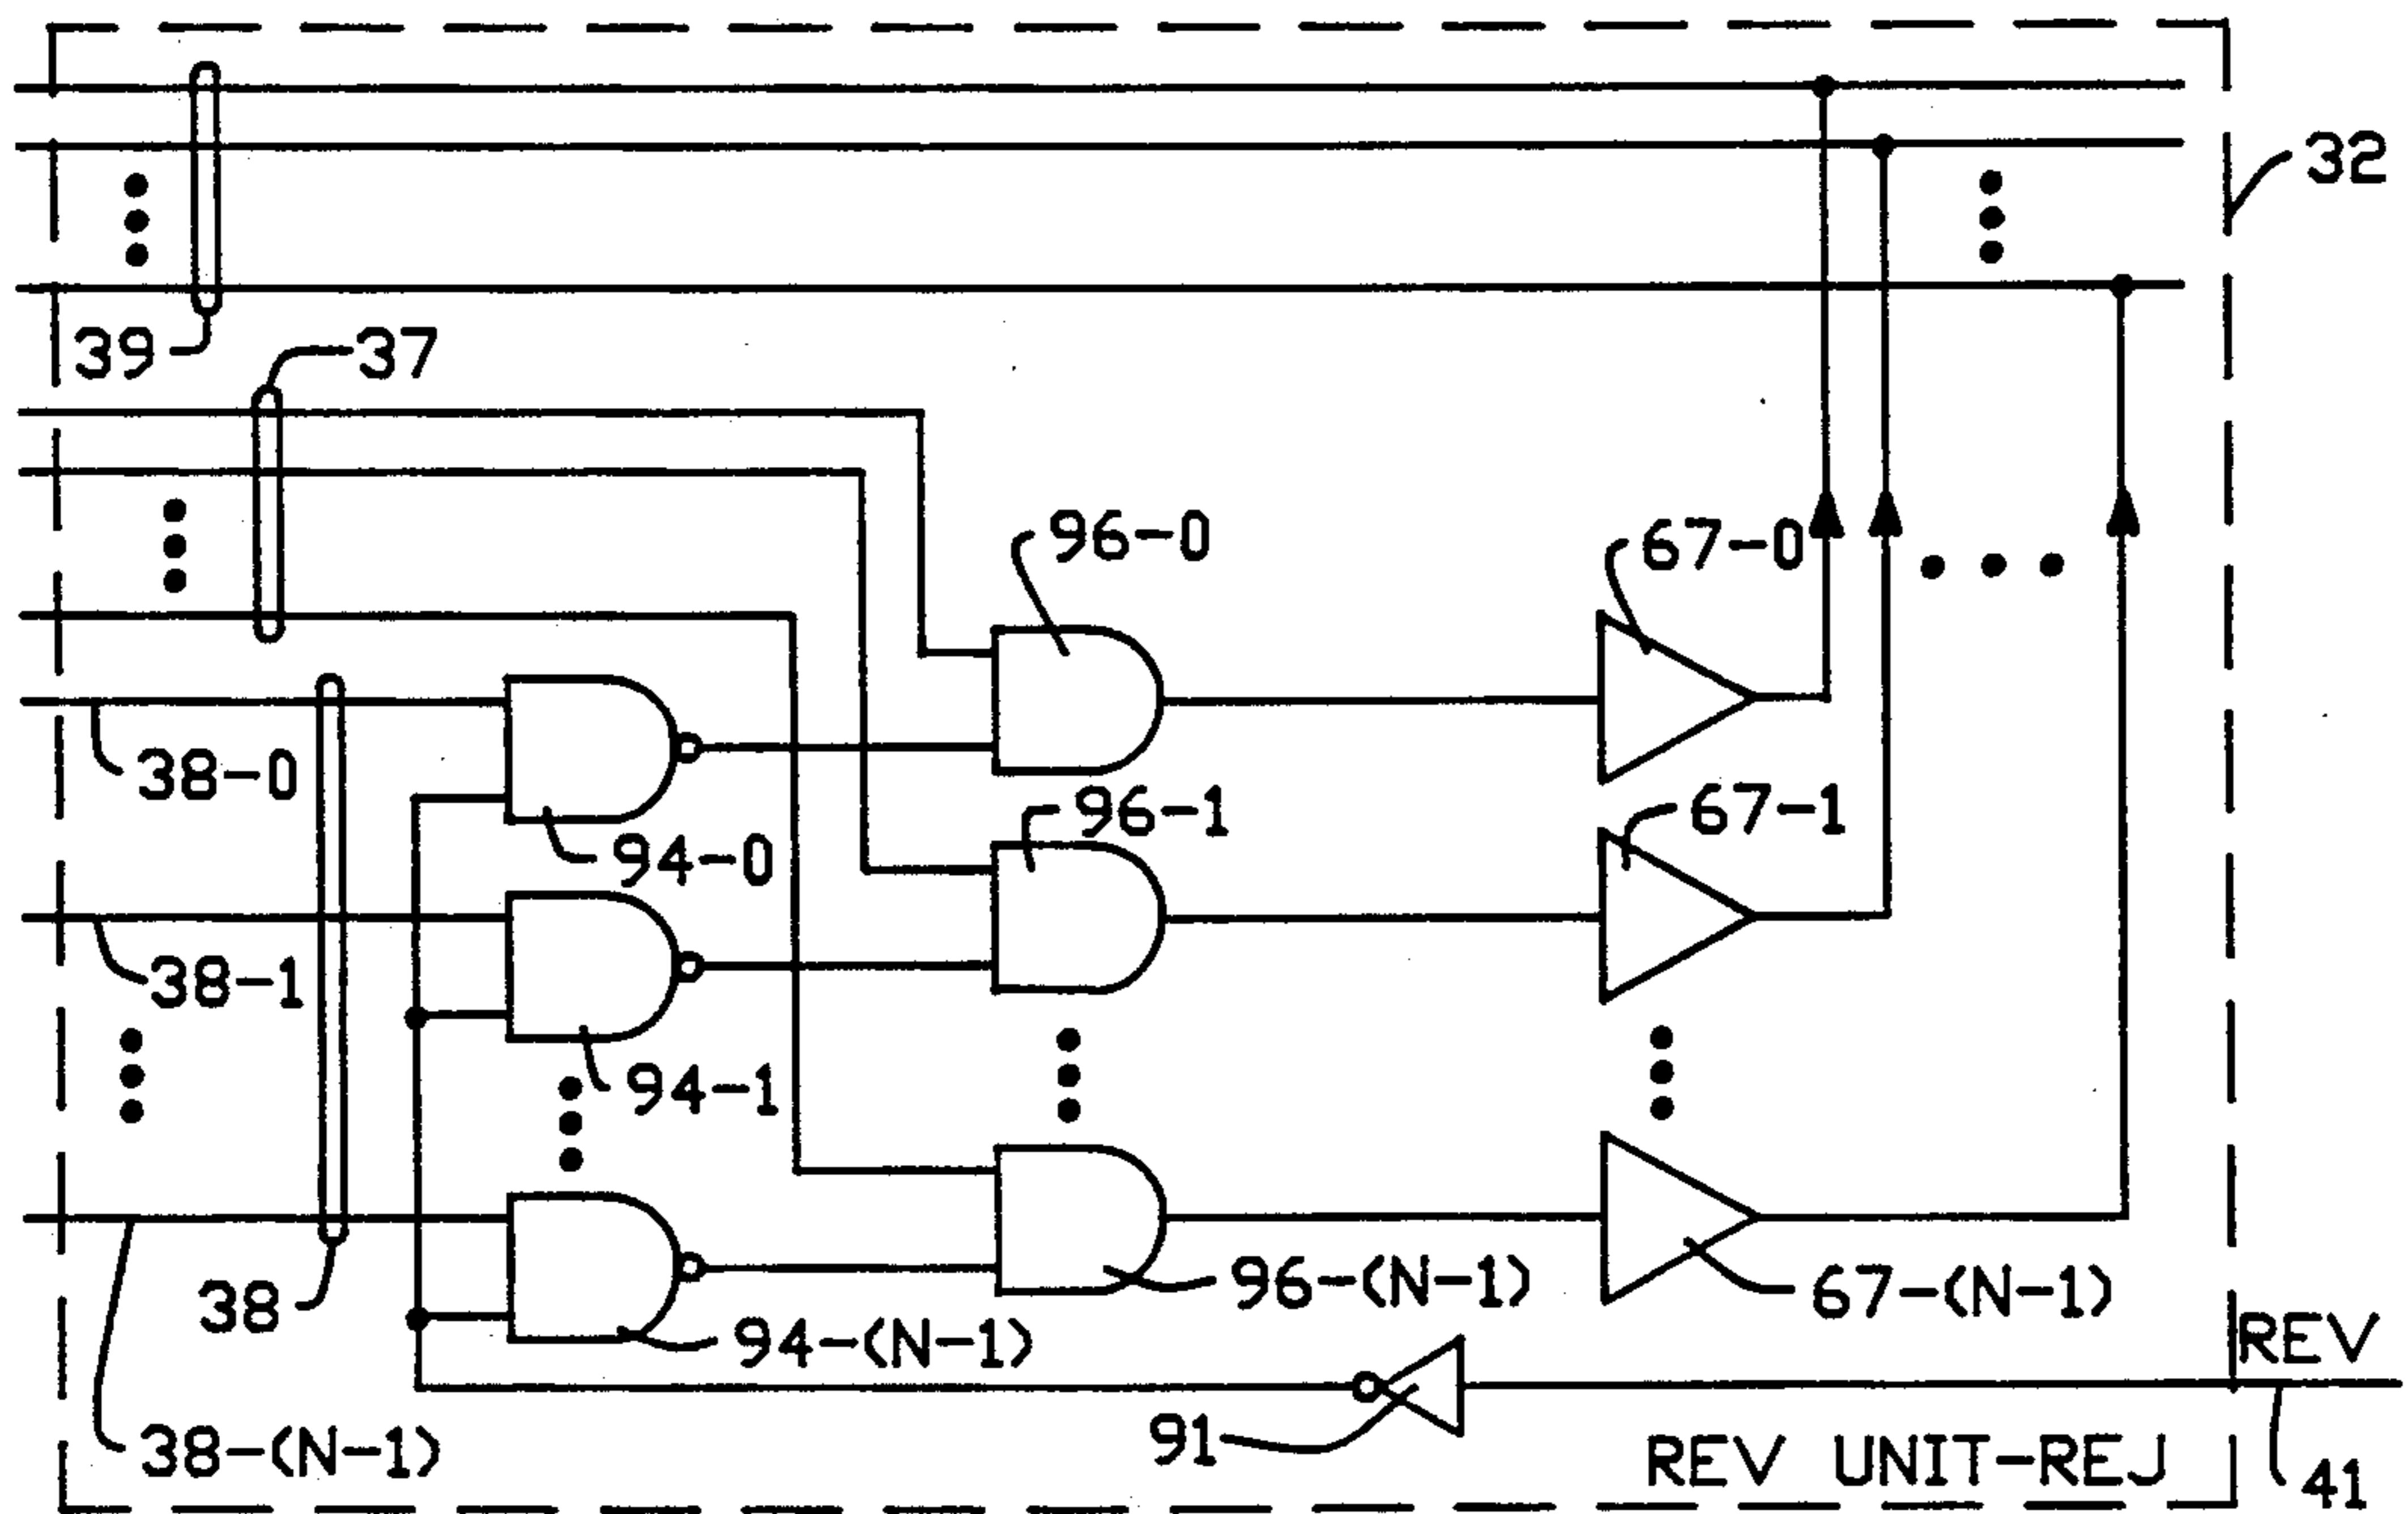 32
39
37
96-0
67-0
38-0
96-1
67-1
94-0
38-1
94-1
38
96-(N-1)
67-(N-1)
94-(N-1)
REV
91
38-(N-1)
REV UNIT-REJ
41